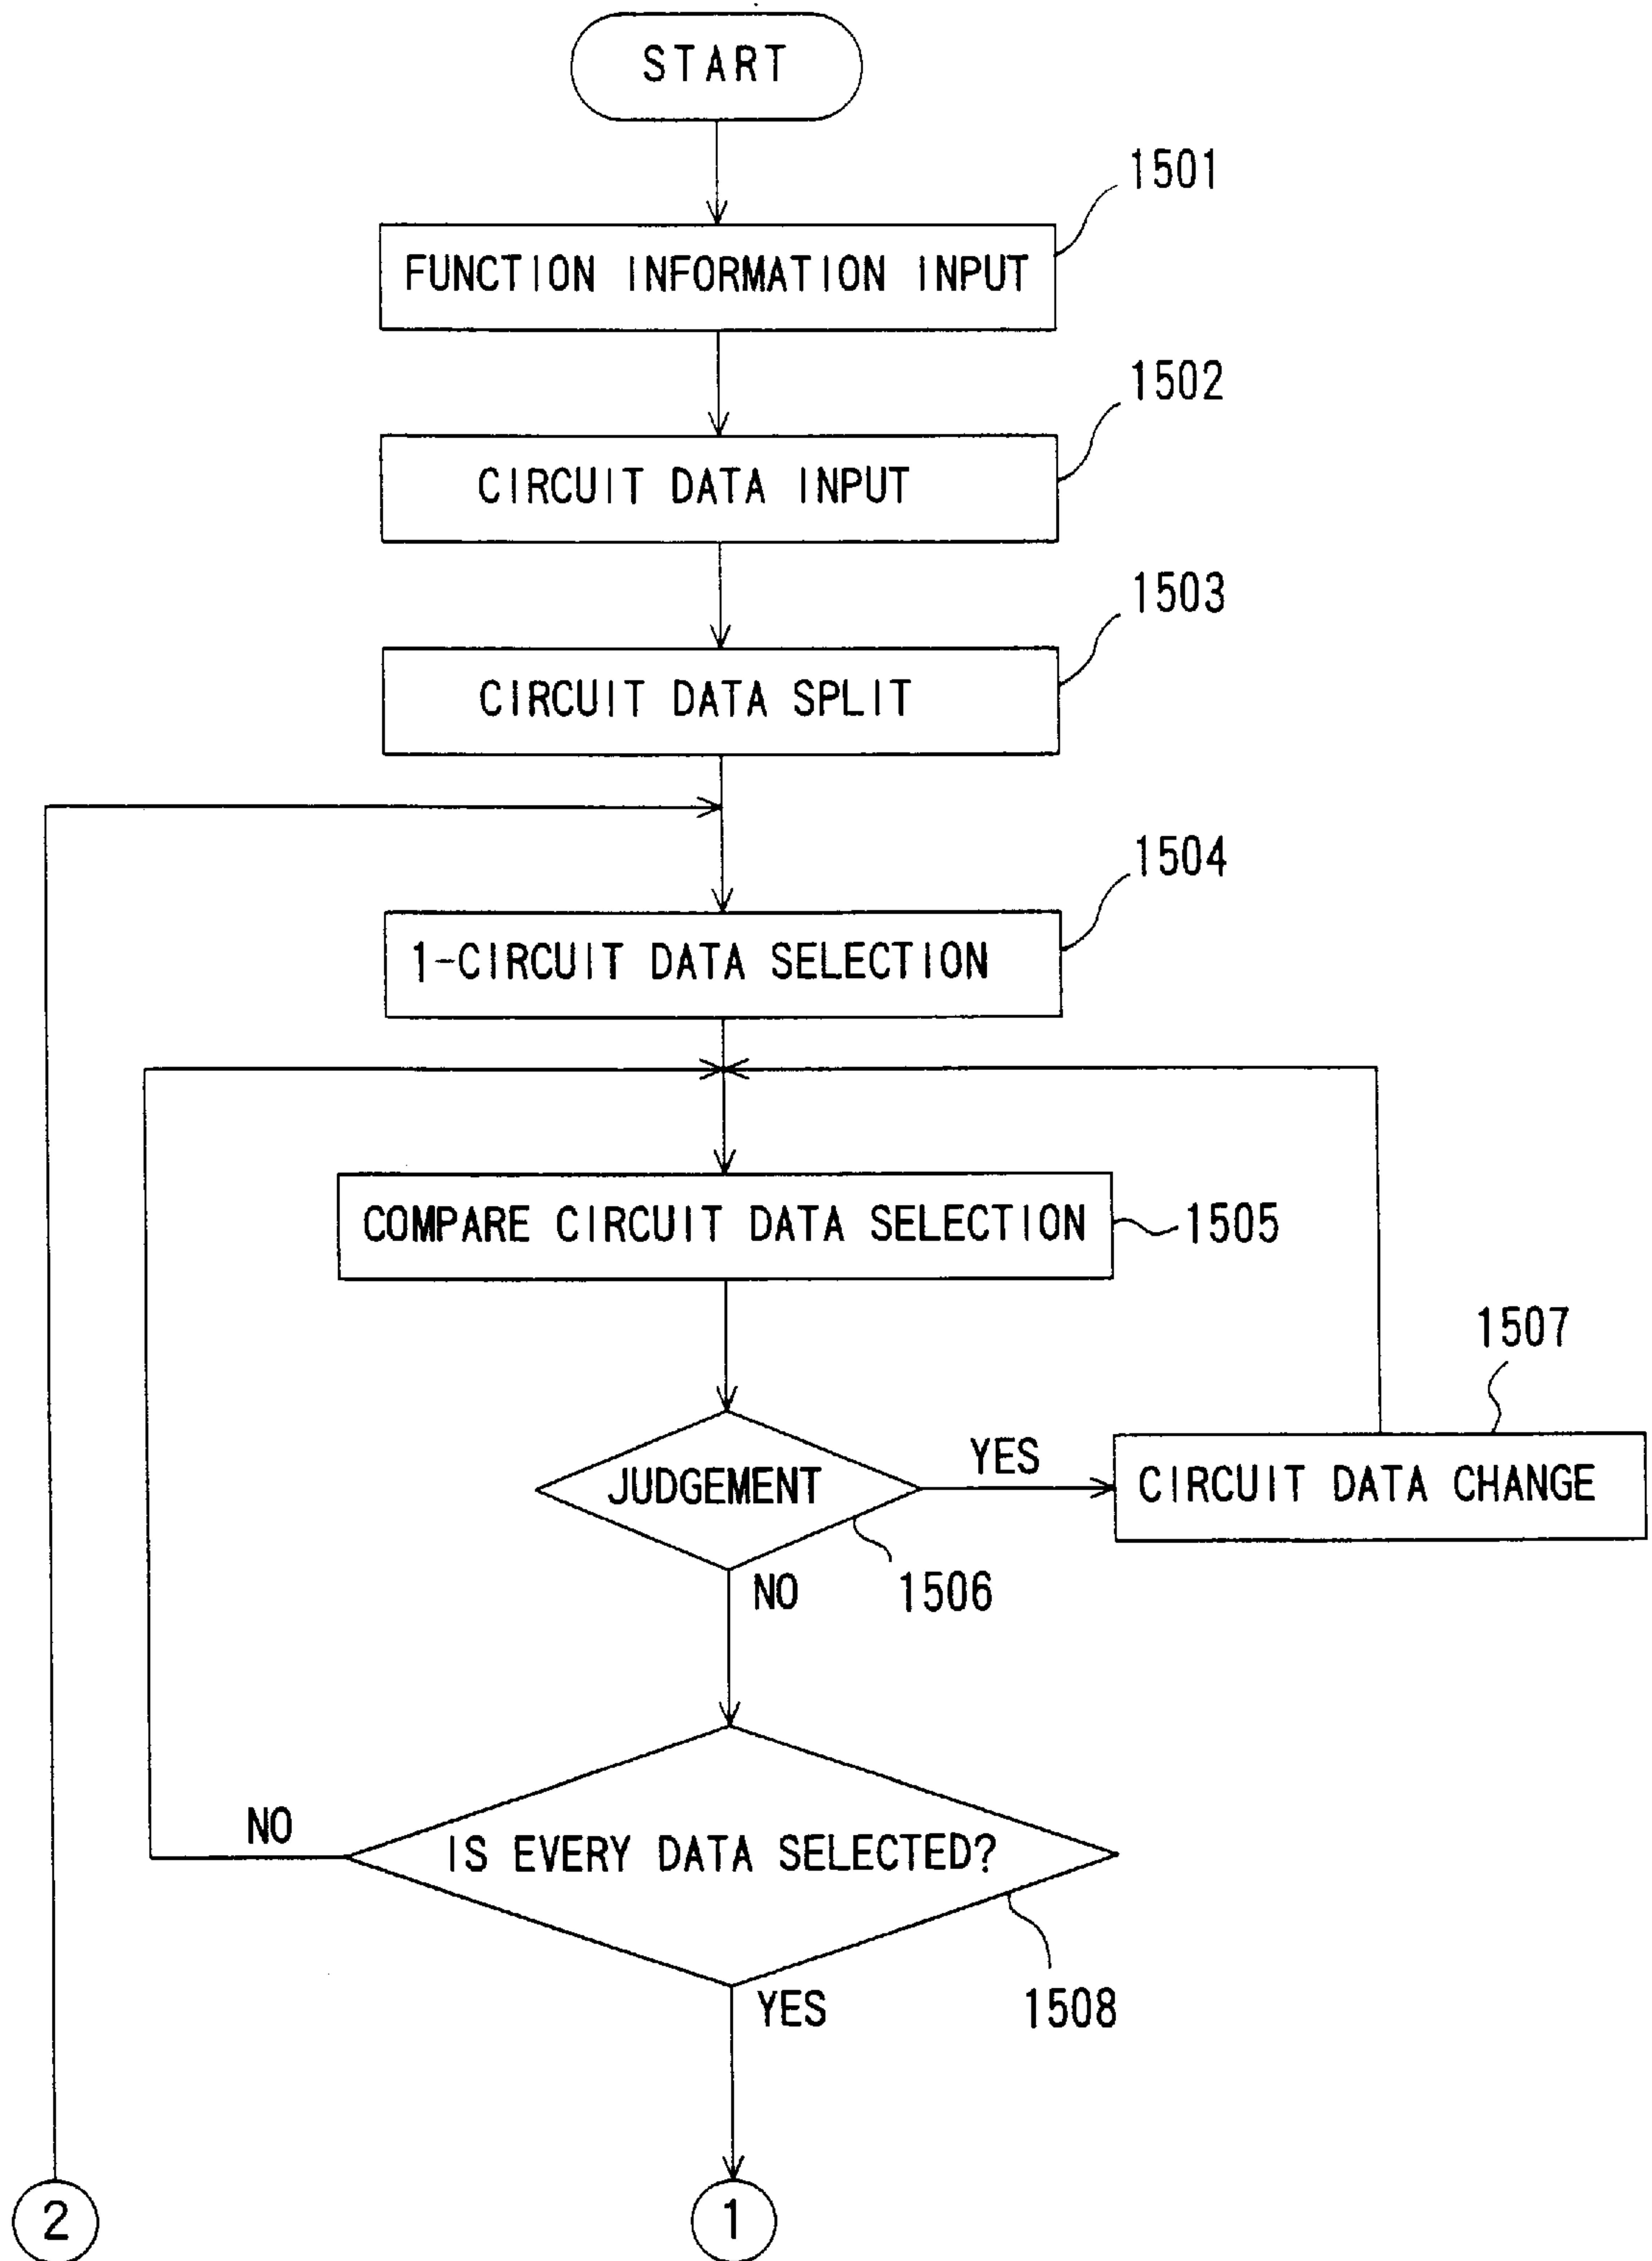 START
1501
FUNCTION INFORMATION INPUT
1502
CIRCUIT DATA INPUT
1503
CIRCUIT DATA SPLIT
1504
1-CIRCUIT DATA SELECTION
COMPARE CIRCUIT DATA SELECTION
1505
1507
JUDGEMENT
YES
CIRCUIT DATA CHANGE
NO
1506
NO
IS EVERY DATA SELECTED?
YES
1508
2
1